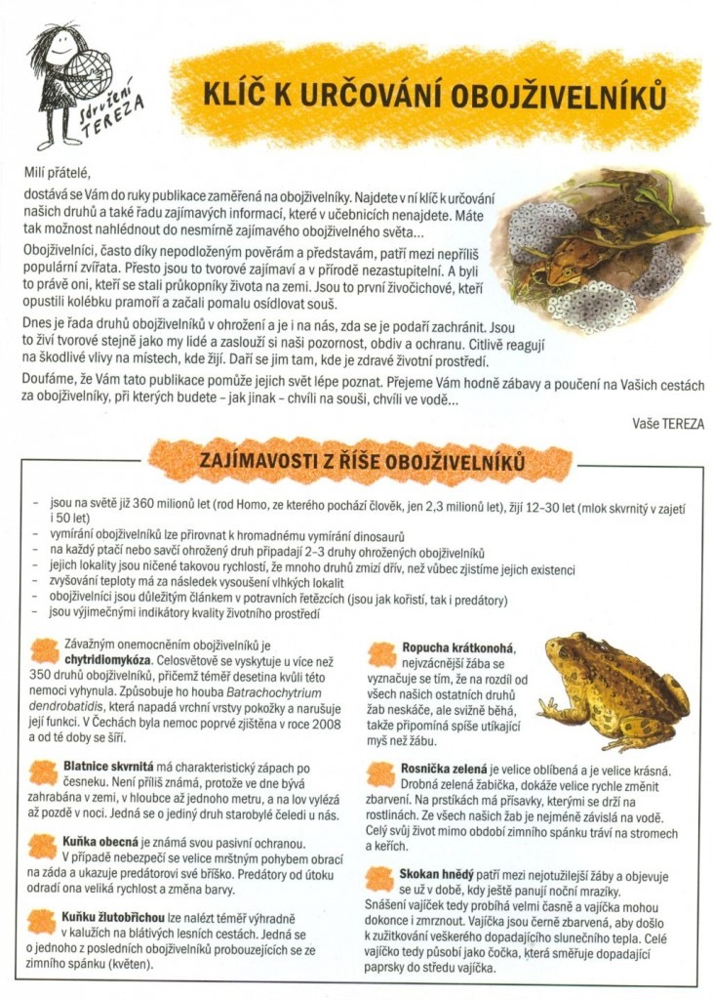 Sdružení
TEREZA
KLÍČ K URČOVÁNÍ OBOJŽIVELNÍKŮ
Milí přátelé,
dostává se Vám do ruky publikace zaměřená na obojživelníky. Najdete v ní klíč k určování
našich druhů a také řadu zajímavých informací, které v učebnicích nenajdete. Máte
tak možnost nahlédnout do nesmírně zajímavého obojživelného světa...
Obojživelníci, často díky nepodloženým pověrám a představám, patří mezi nepříliš
populární zvířata. Přesto jsou to tvorové zajímaví a v přírodě nezastupitelní. A byli
to právě oni, kteří se stali průkopníky života na zemi. Jsou to první živočichové, kteří
opustili kolébku pramoří a začali pomalu osídlovat souš.
Dnes je řada druhů obojživelníků v ohrožení a je i na nás, zda se je podaří zachránit. Jsou
to živí tvorové stejně jako my lidé a zaslouží si naši pozornost, obdiv a ochranu. Citlivě reagují
na škodlivé vlivy na místech, kde žijí. Daří se jim tam, kde je zdravé životní prostředí.
Doufáme, že Vám tato publikace pomůže jejich svět lépe poznat. Přejeme Vám hodně zábavy a poučení na Vašich cestách
za obojživelníky, při kterých budete – jak jinak – chvíli na souši, chvíli ve vodě...
Vaše TEREZA
ZAJÍMAVOSTI Z ŘÍŠE OBOJŽIVELNÍKŮ
– jsou na světě již 360 milionů let (rod Homo, ze kterého pochází člověk, jen 2,3 milionů let), žijí 12–30 let (mlok skvrnitý v zajetí
i 50 let)
– vymírání obojživelníků lze přirovnat k hromadnému vymírání dinosaurů
– na každý ptačí nebo savčí ohrožený druh připadají 2–3 druhy ohrožených obojživelníků
– jejich lokality jsou ničené takovou rychlostí, že mnoho druhů zmizí dřív, než vůbec zjistíme jejich existenci
– zvyšování teploty má za následek vysoušení vlhkých lokalit
– obojživelníci jsou důležitým článkem v potravních řetězcích (jsou jak kořistí, tak i predátory)
– jsou výjimečnými indikátory kvality životního prostředí
Závažným onemocněním obojživelníků je
chytridiomykóza. Celosvětově se vyskytuje u více než
350 druhů obojživelníků, přičemž téměř desetina kvůli této
nemoci vyhynula. Způsobuje ho houba Batrachochytrium
dendrobatidis, která napadá vrchní vrstvy pokožky a narušuje
její funkci. V Čechách byla nemoc poprvé zjištěna v roce 2008
a od té doby se šíří.
Blatnice skvrnitá má charakteristický zápach po
česneku. Není příliš známá, protože ve dne bývá
zahrabána v zemi, v hloubce až jednoho metru, a na lov vylézá
až pozdě v noci. Jedná se o jediný druh starobylé čeledi u nás.
Kuňka obecná je známá svou pasivní ochranou.
V případě nebezpečí se velice mrštným pohybem obrací
na záda a ukazuje predátorovi své bříško. Predátory od útoku
odradí ona veliká rychlost a změna barvy.
Kuňku žlutobřichou lze nalézt téměř výhradně
v kalužích na blátivých lesních cestách. Jedná se
o jednoho z posledních obojživelníků probouzejících se ze
zimního spánku (květen).
Ropucha krátkonohá,
nejvzácnější žába se
vyznačuje se tím, že na rozdíl od
všech našich ostatních druhů
žab neskáče, ale svižně běhá,
takže připomíná spíše utíkající
myš než žábu.
Rosnička zelená je velice oblíbená a je velice krásná.
Drobná zelená žabička, dokáže velice rychle změnit
zbarvení. Na prstíkách má přísavky, kterými se drží na
rostlinách. Ze všech našich žab je nejméně závislá na vodě.
Celý svůj život mimo období zimního spánku tráví na stromech
a keřích.
Skokan hnědý patří mezi nejotužilejší žáby a objevuje
se už v době, kdy ještě panují noční mrazíky.
Snášení vajíček tedy probíhá velmi časně a vajíčka mohou
dokonce i zmrznout. Vajíčka jsou černě zbarvená, aby došlo
k zužitkování veškerého dopadajícího slunečního tepla. Celé
vajíčko tedy působí jako čočka, která směřuje dopadající
paprsky do středu vajíčka.